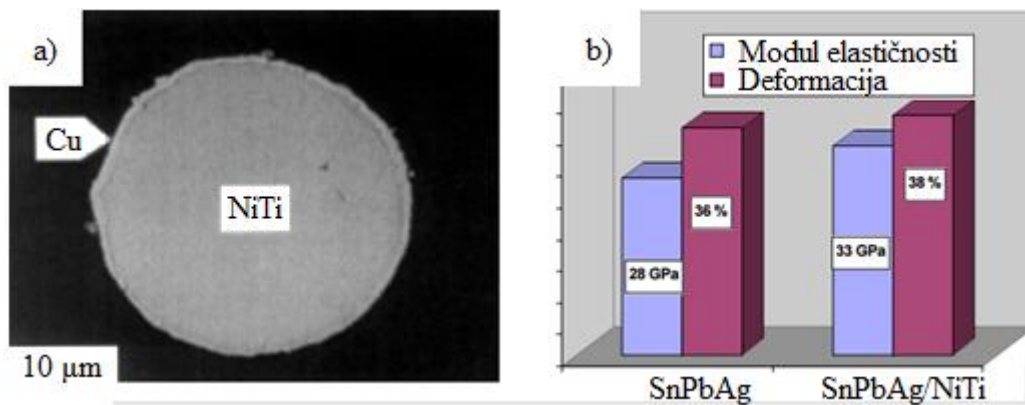 a)
Cu
NiTi
10 µm
b)
Modul elastičnosti
Deformacija
28 GPa
36 %
33 GPa
38 %
SnPbAg
SnPbAg/NiTi